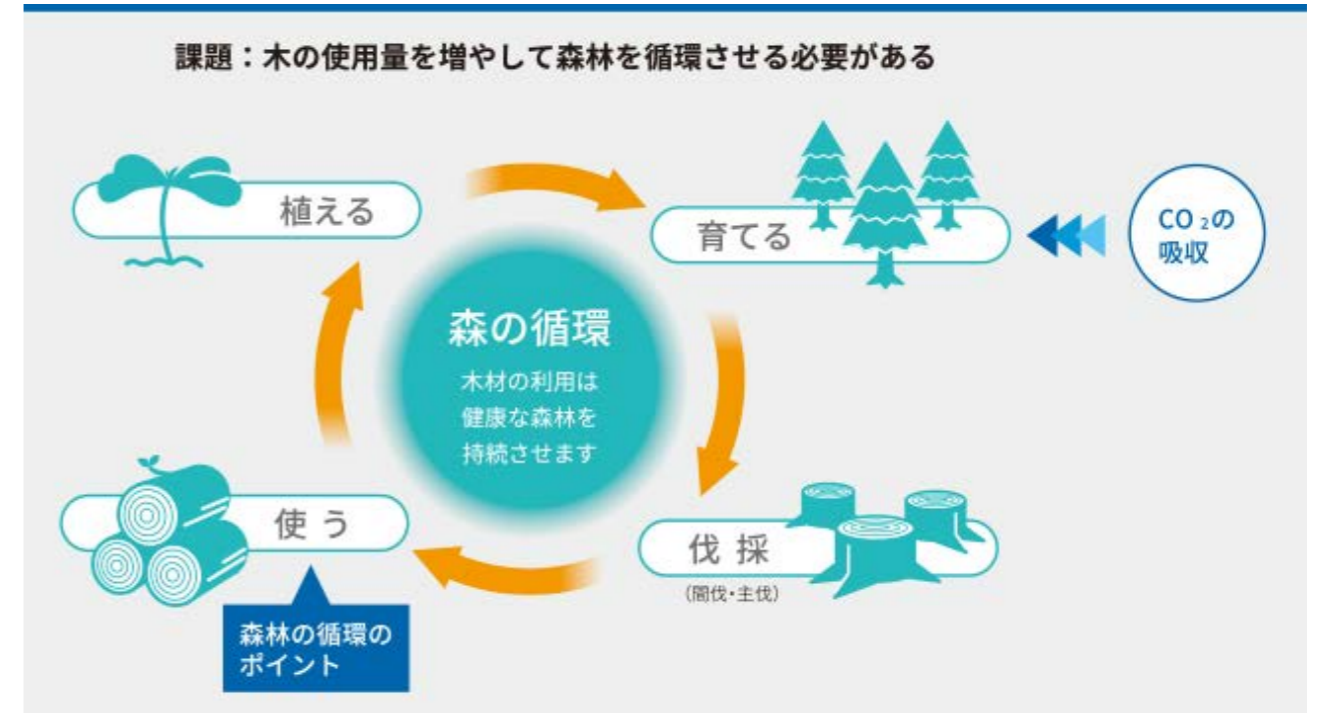 課題：木の使用量を増やして森林を循環させる必要がある
植える
育てる
CO₂の
吸収
森の循環
木材の利用は
健康な森林を
持続させます
使う
伐採
（間伐・主伐）
森林の循環の
ポイント